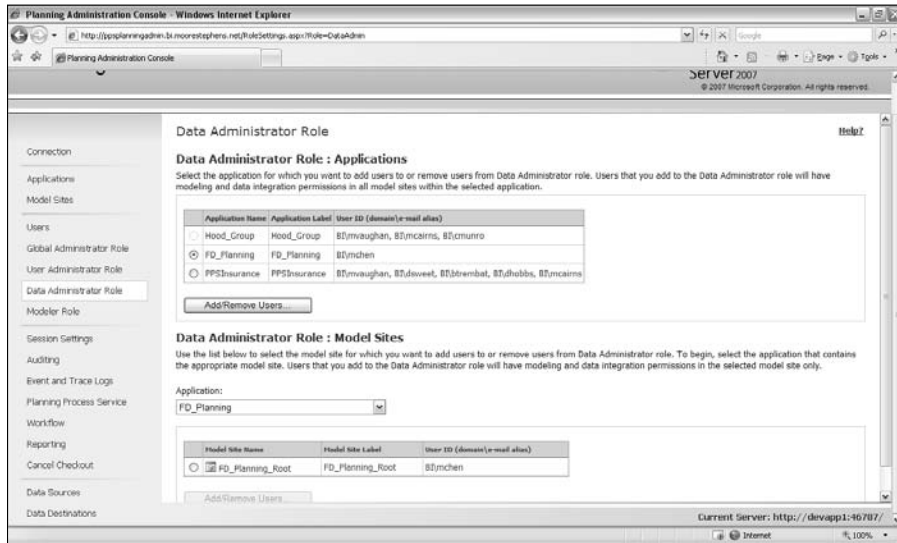 Planning Administration Console - Windows Internet Explorer
http://ppsplanningadmin.bi.moorestephens.net/RoleSettings.aspx?Role=DataAdmin
Google
Planning Administration Console
Page
Tools
Server 2007
© 2007 Microsoft Corporation. All rights reserved.
Connection
Applications
Model Sites
Users
Global Administrator Role
User Administrator Role
Data Administrator Role
Modeler Role
Session Settings
Auditing
Event and Trace Logs
Planning Process Service
Workflow
Reporting
Cancel Checkout
Data Sources
Data Destinations
Data Administrator Role
Help?
Data Administrator Role : Applications
Select the application for which you want to add users to or remove users from Data Administrator role. Users that you add to the Data Administrator role will have
modeling and data integration permissions in all model sites within the selected application.
Application Name Application Label User ID (domain\e-mail alias)
Hood_Group Hood_Group BI\mvaughan, BI\mcairns, BI\cmunro
FD_Planning FD_Planning BI\mchen
PPSInsurance PPSInsurance BI\mvaughan, BI\dsweet, BI\btrembat, BI\dhobbs, BI\mcairns
Add/Remove Users...
Data Administrator Role : Model Sites
Use the list below to select the model site for which you want to add users to or remove users from Data Administrator role. To begin, select the application that contains
the appropriate model site. Users that you add to the Data Administrator role will have modeling and data integration permissions in the selected model site only.
Application:
FD_Planning
Model Site Name Model Site Label User ID (domain\e-mail alias)
FD_Planning_Root FD_Planning_Root BI\mchen
Add/Remove Users...
Current Server: http://devapp1:46787/
Internet
100%